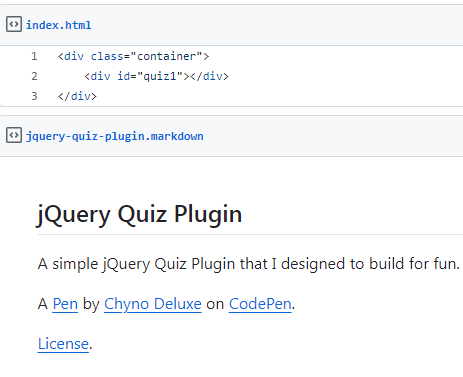 index.html
1 <div class="container">
2     <div id="quiz1"></div>
3 </div>
jquery-quiz-plugin.markdown
jQuery Quiz Plugin
A simple jQuery Quiz Plugin that I designed to build for fun.
A Pen by Chyno Deluxe on CodePen.
License.